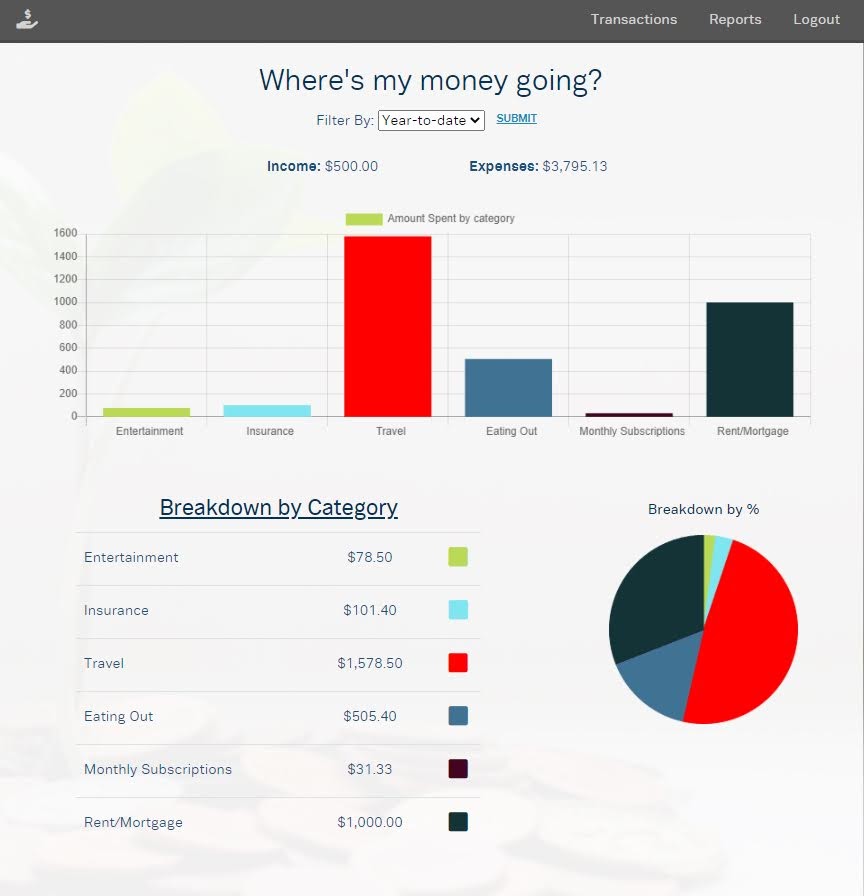 $
Transactions Reports Logout
Where's my money going?
Filter By: Year-to-date SUBMIT
Income: $500.00 Expenses: $3,795.13
Amount Spent by category
1600
1400
1200
1000
800
600
400
200
0
Entertainment Insurance Travel Eating Out Monthly Subscriptions Rent/Mortgage
Breakdown by Category
Entertainment $78.50
Insurance $101.40
Travel $1,578.50
Eating Out $505.40
Monthly Subscriptions $31.33
Rent/Mortgage $1,000.00
Breakdown by %